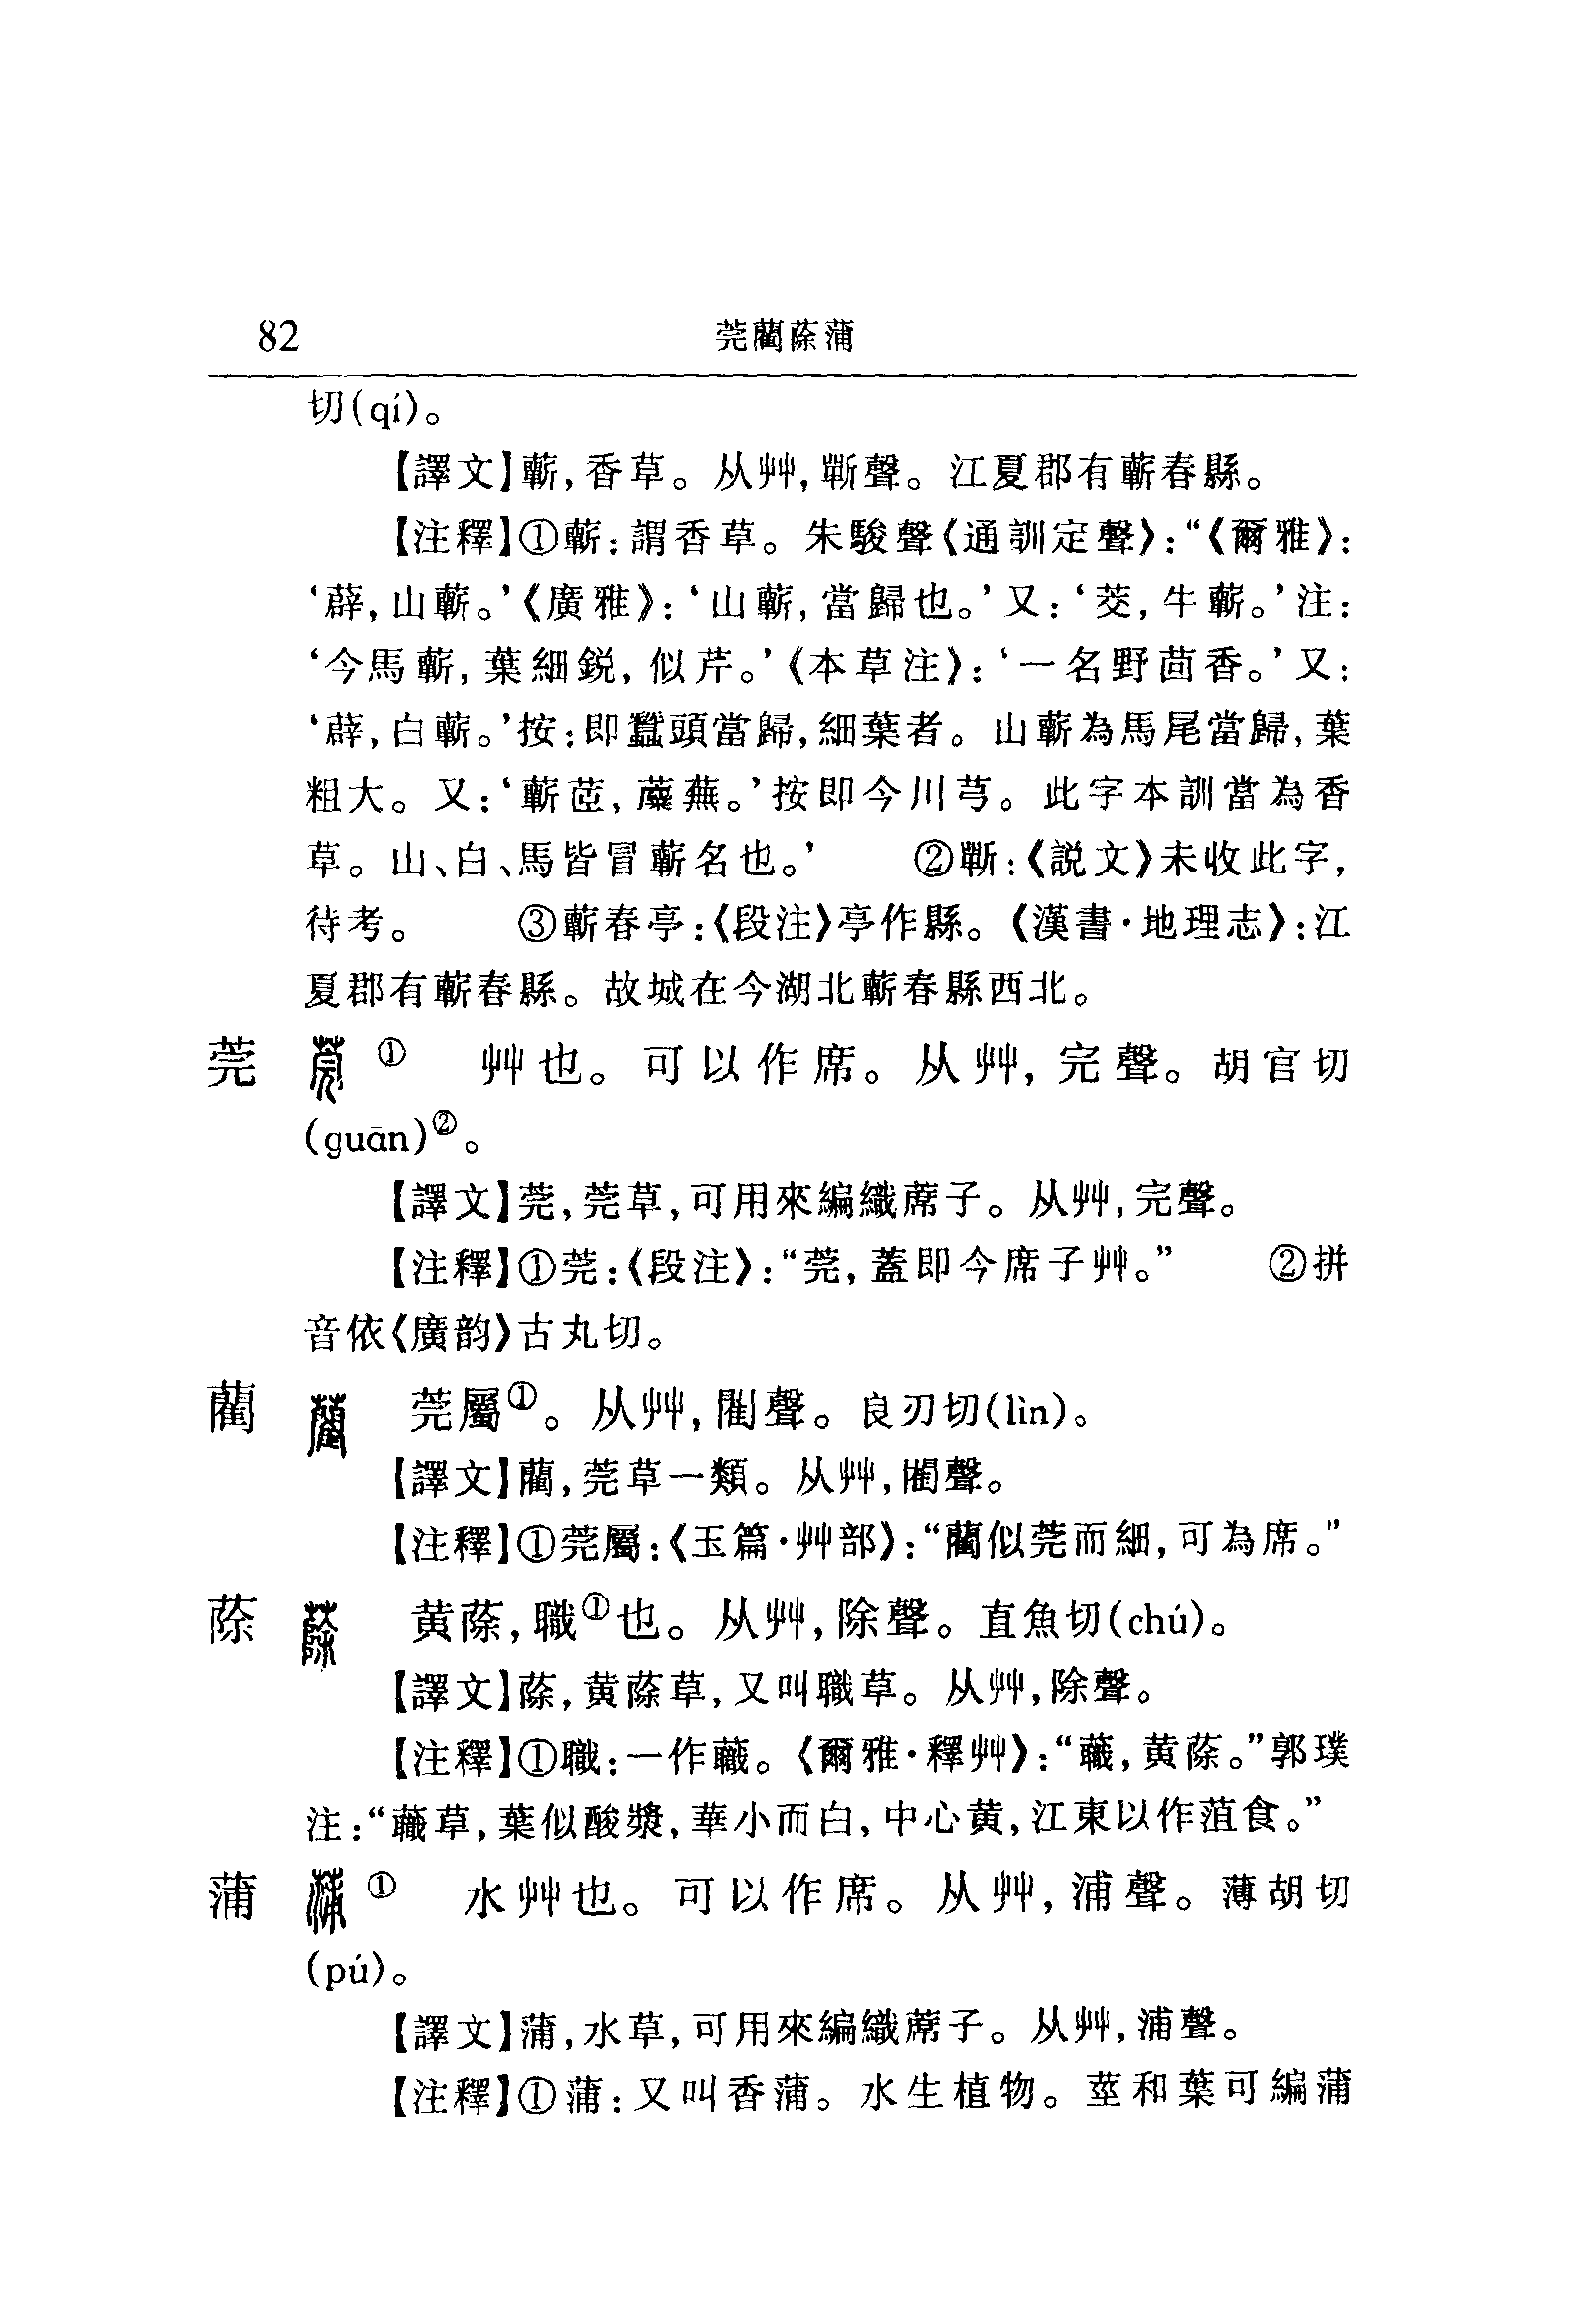 82 莞藺蒢蒲
切(qí)。
【譯文】蘄,香草。从艸,𣂷聲。江夏郡有蘄春縣。
【注釋】①蘄:謂香草。朱駿聲《通訓定聲》:“《爾雅》:
‘薜,山蘄。’《廣雅》:‘山蘄,當歸也。’又:‘茭,牛蘄。’注:
‘今馬蘄,葉細鋭,似芹。’《本草注》:‘一名野茴香。’又:
‘薜,白蘄。’按:即蠶頭當歸,細葉者。山蘄為馬尾當歸,葉
粗大。又:‘蘄茝,蘪蕪。’按即今川芎。此字本訓當為香
草。山、白、馬皆冒蘄名也。’ ②𣂷:《説文》未收此字,
待考。 ③蘄春亭:《段注》亭作縣。《漢書·地理志》:江
夏郡有蘄春縣。故城在今湖北蘄春縣西北。
莞 ① 艸也。可以作席。从艸,完聲。胡官切
(guān)②。
【譯文】莞,莞草,可用來編織蓆子。从艸,完聲。
【注釋】①莞:《段注》:“莞,蓋即今席子艸。” ②拼
音依《廣韵》古丸切。
藺 莞屬①。从艸,閵聲。良刃切(lìn)。
【譯文】藺,莞草一類。从艸,閵聲。
【注釋】①莞屬:《玉篇·艸部》:“藺似莞而細,可為席。”
蒢 黄蒢,職①也。从艸,除聲。直魚切(chú)。
【譯文】蒢,黄蒢草,又叫職草。从艸,除聲。
【注釋】①職:一作蘵。《爾雅·釋艸》:“蘵,黄蒢。”郭璞
注:“蘵草,葉似酸漿,華小而白,中心黄,江東以作菹食。”
蒲 ① 水艸也。可以作席。从艸,浦聲。薄胡切
(pú)。
【譯文】蒲,水草,可用來編織蓆子。从艸,浦聲。
【注釋】①蒲:又叫香蒲。水生植物。莖和葉可編蒲